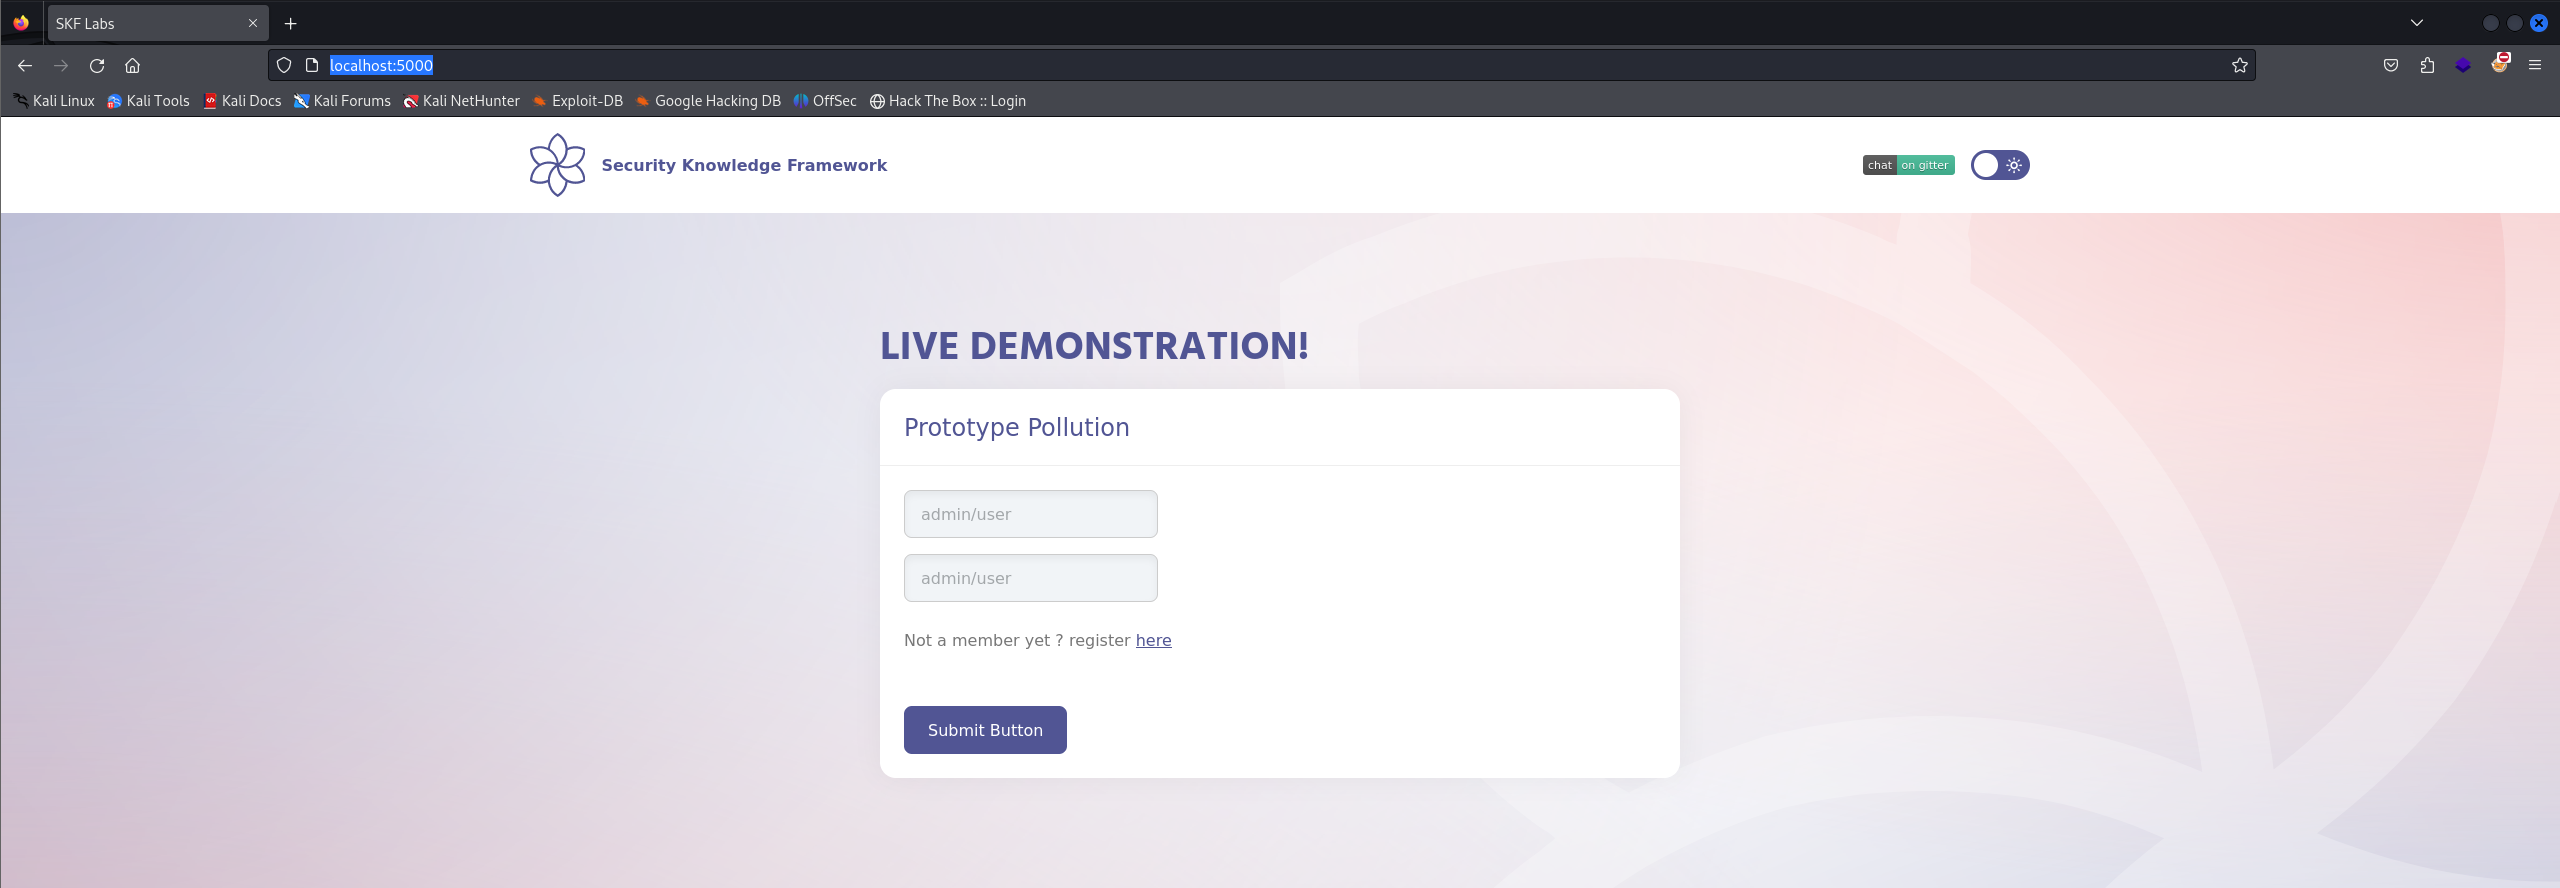 SKF Labs
localhost:5000
Kali Linux Kali Tools Kali Docs Kali Forums Kali NetHunter Exploit-DB Google Hacking DB OffSec Hack The Box :: Login
Security Knowledge Framework
chat on gitter
LIVE DEMONSTRATION!
Prototype Pollution
admin/user
admin/user
Not a member yet ? register here
Submit Button